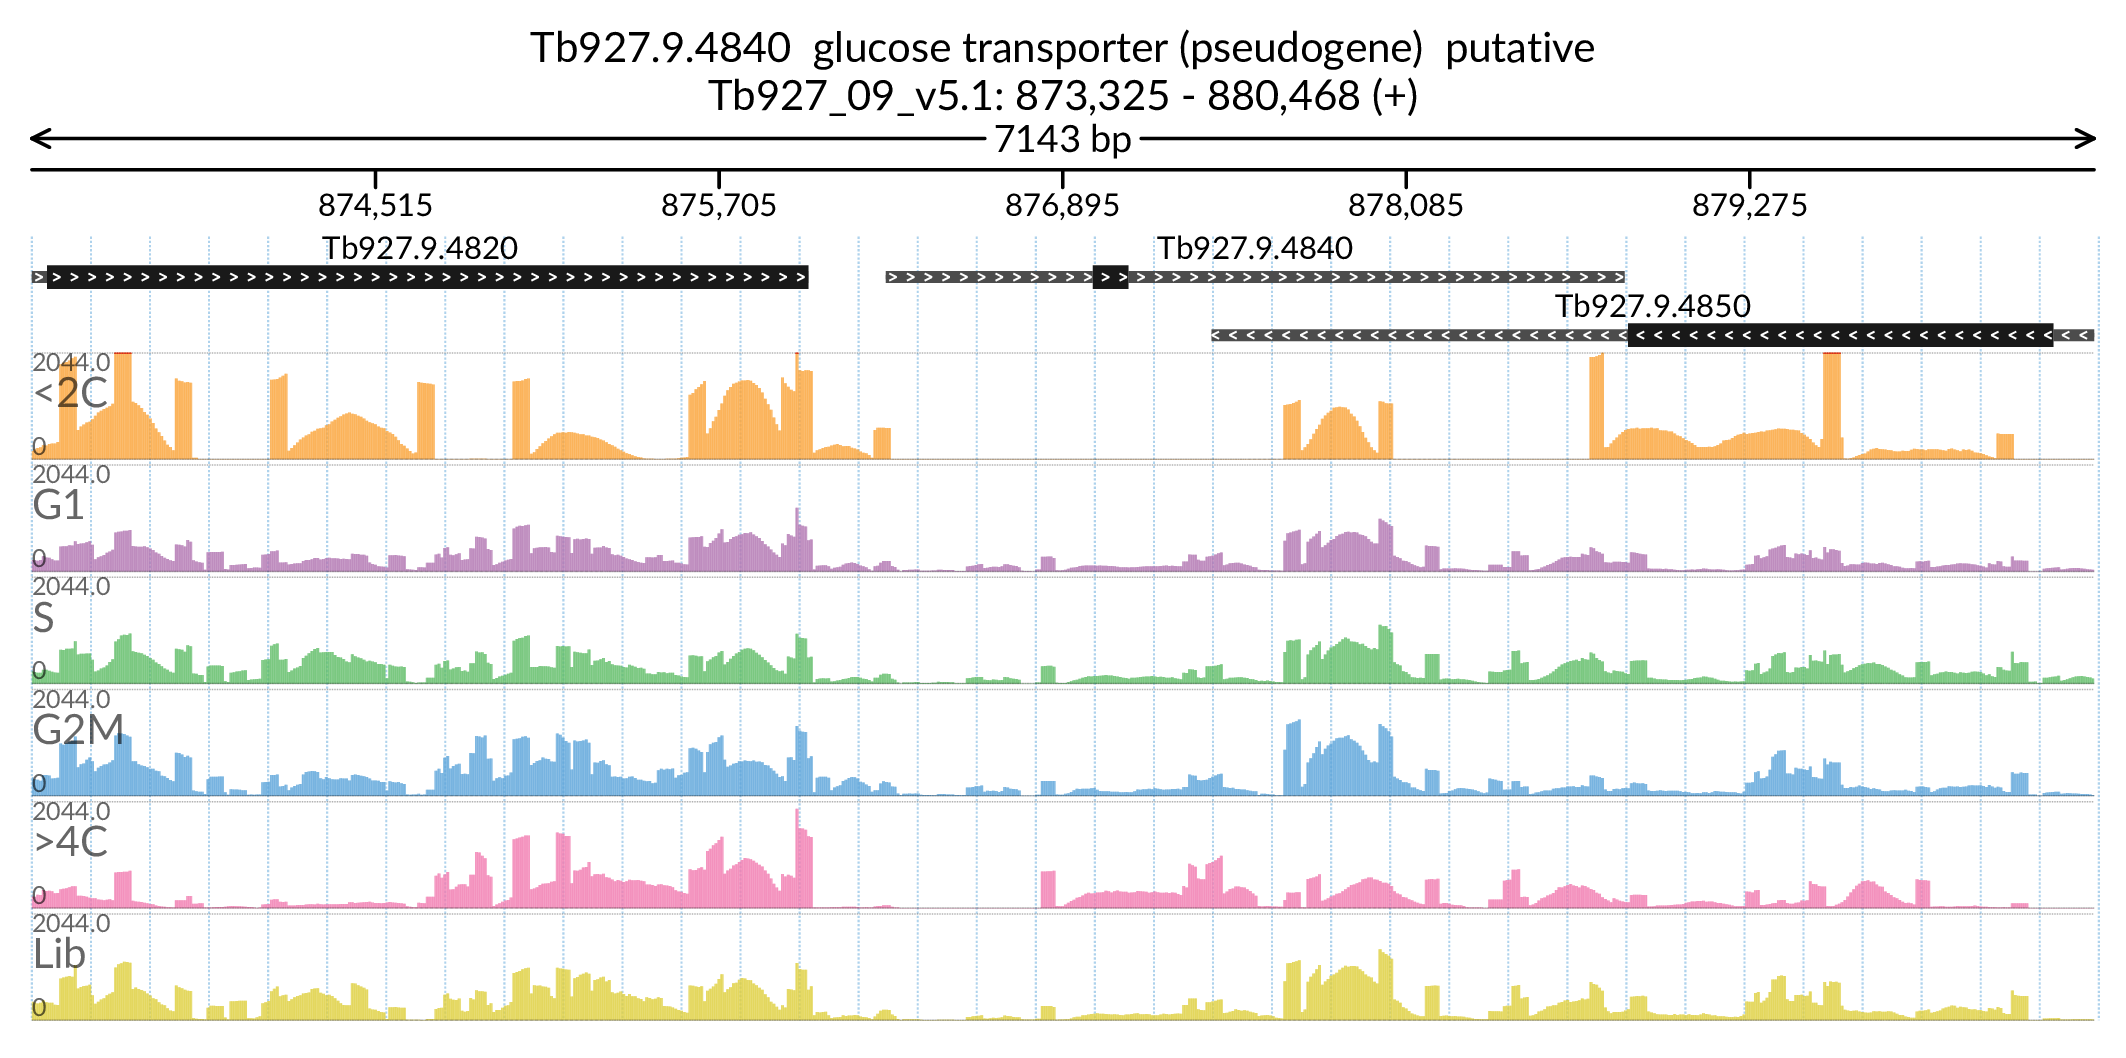 Tb927.9.4840  glucose transporter (pseudogene)  putative
Tb927_09_v5.1: 873,325 - 880,468 (+)
7143 bp
874,515 875,705 876,895 878,085 879,275
Tb927.9.4820 Tb927.9.4840
Tb927.9.4850
2044.0
<2C
0
2044.0
G1
0
2044.0
S
0
2044.0
G2M
0
2044.0
>4C
0
2044.0
Lib
0